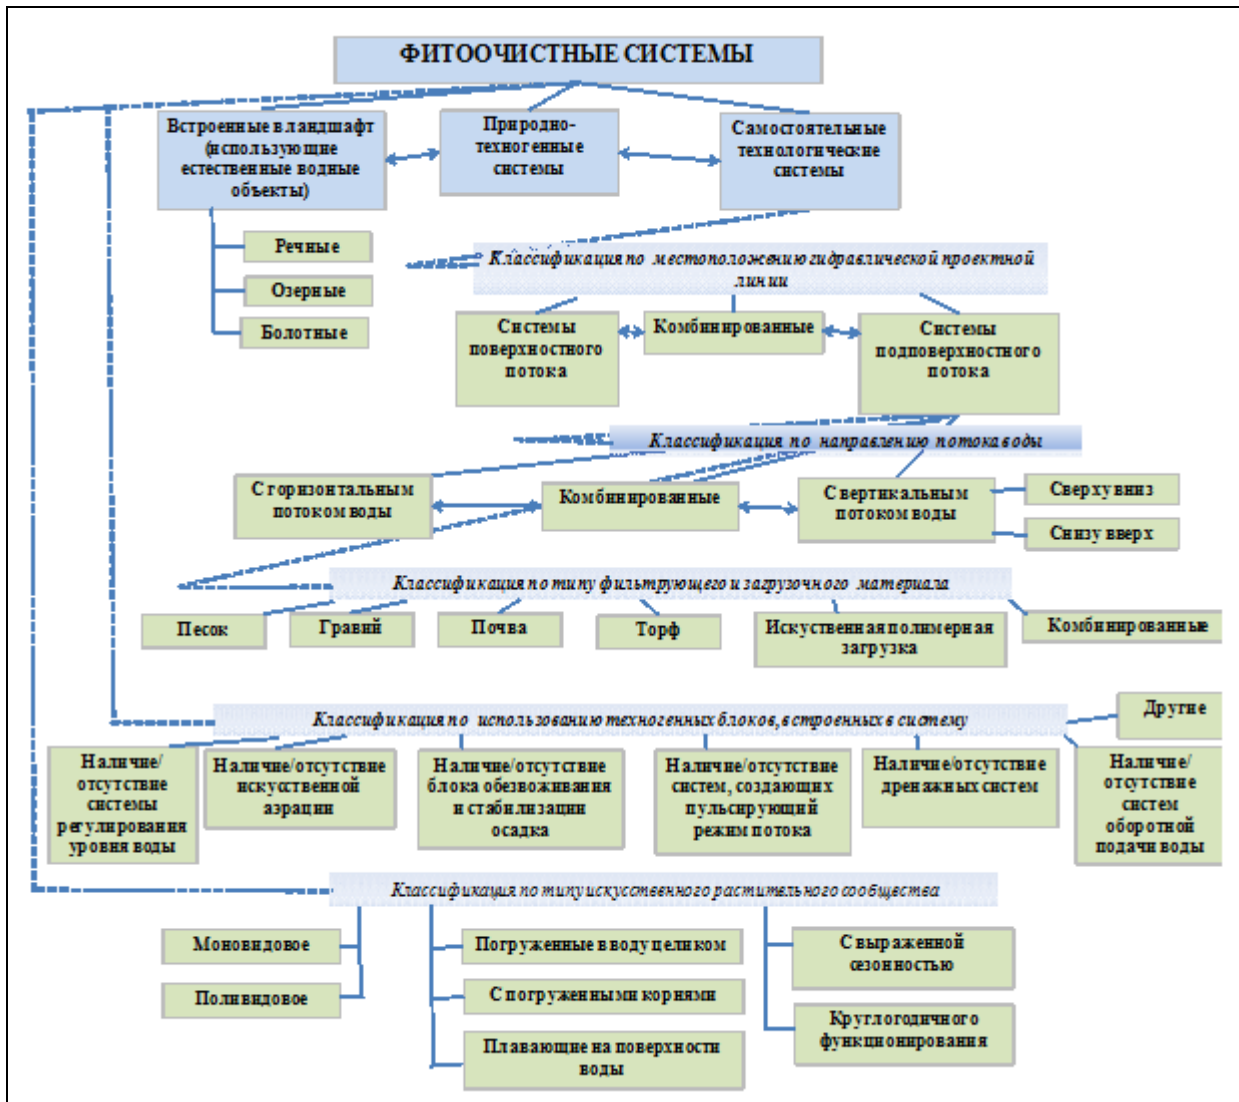 ФИТООЧИСТНЫЕ СИСТЕМЫ
Встроенные в ландшафт
(использующие
естественные водные
объекты)
Природно-
техногенные
системы
Самостоятельные
технологические
системы
Речные
Озерные
Болотные
Классификация по местоположению гидравлической проектной
линии
Системы
поверхностного
потока
Комбинированные
Системы
подповерхностного
потока
Классификация по направлению потока воды
С горизонтальным
потоком воды
Комбинированные
С вертикальным
потоком воды
Сверху вниз
Снизу вверх
Классификация по типу фильтрующего и загрузочного материала
Песок
Гравий
Почва
Торф
Искуственная полимерная
загрузка
Комбинированные
Классификация по использованию техногенных блоков, встроенных в систему
Другие
Наличие/
отсутствие
системы
регулирования
уровня воды
Наличие/отсутствие
искусственной
аэрации
Наличие/отсутствие
блока обезвоживания
и стабилизации
осадка
Наличие/отсутствие
систем, создающих
пульсирующий
режим потока
Наличие/отсутствие
дренажных систем
Наличие/
отсутствие
систем
оборотной
подачи воды
Классификация по типу искусственного растительного сообщества
Моновидовое
Поливидовое
Погруженные в воду целиком
С погруженными корнями
Плавающие на поверхности
воды
С выраженной
сезонностью
Круглогодичного
функционирования